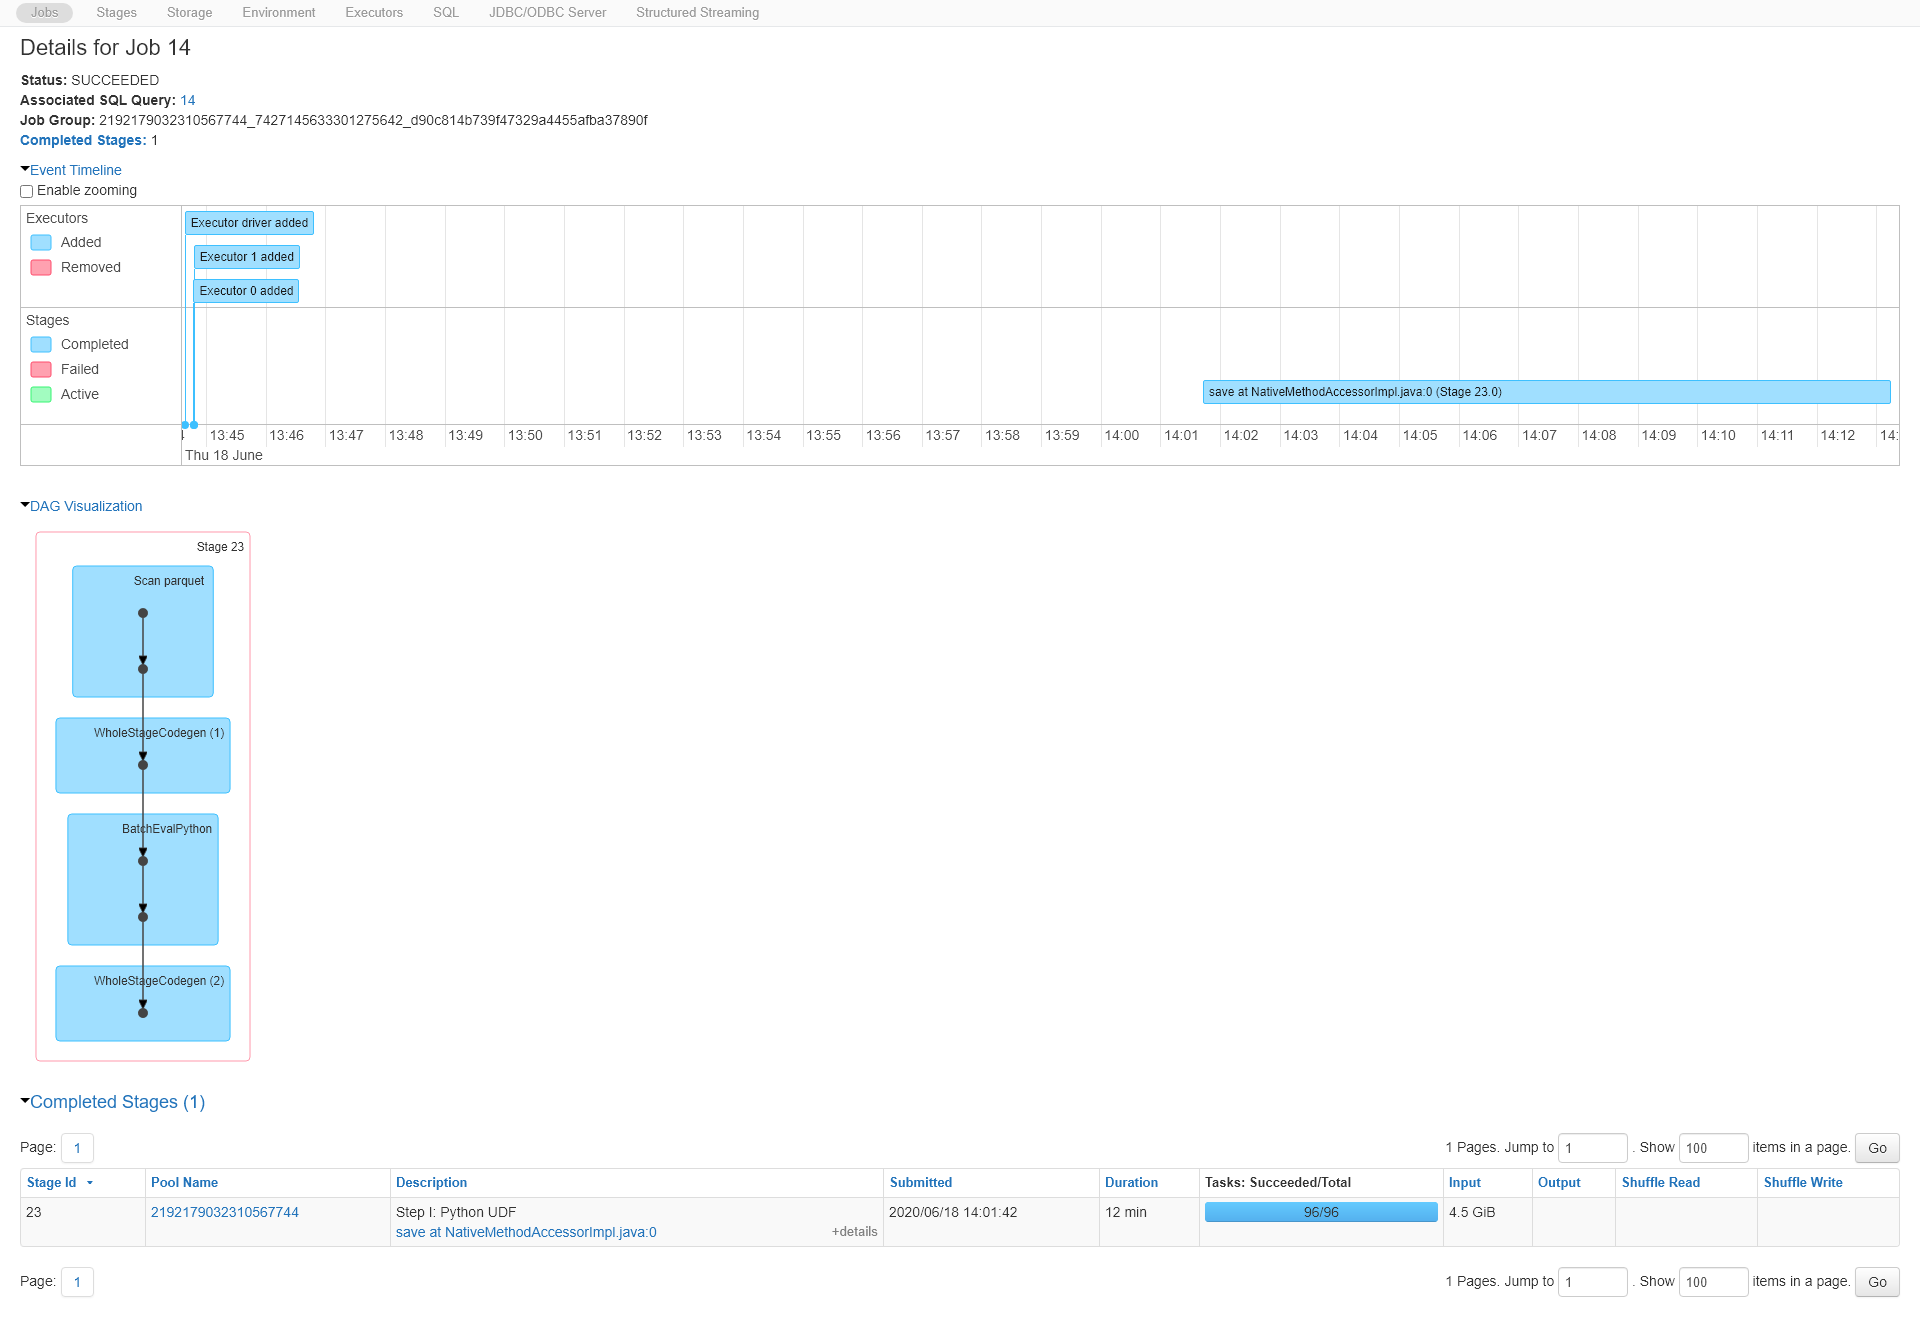 Jobs Stages Storage Environment Executors SQL JDBC/ODBC Server Structured Streaming
Details for Job 14
Status: SUCCEEDED
Associated SQL Query: 14
Job Group: 2192179032310567744_7427145633301275642_d90c814b739f47329a4455afba37890f
Completed Stages: 1
Event Timeline
Enable zooming
Executors
Added
Removed
Executor driver added
Executor 1 added
Executor 0 added
Stages
Completed
Failed
Active
save at NativeMethodAccessorImpl.java:0 (Stage 23.0)
13:45 13:46 13:47 13:48 13:49 13:50 13:51 13:52 13:53 13:54 13:55 13:56 13:57 13:58 13:59 14:00 14:01 14:02 14:03 14:04 14:05 14:06 14:07 14:08 14:09 14:10 14:11 14:12 14:
Thu 18 June
DAG Visualization
Stage 23
Scan parquet
WholeStageCodegen (1)
BatchEvalPython
WholeStageCodegen (2)
Completed Stages (1)
Page: 1 1 Pages. Jump to 1 . Show 100 items in a page. Go
Stage Id Pool Name Description Submitted Duration Tasks: Succeeded/Total Input Output Shuffle Read Shuffle Write
23 2192179032310567744 Step I: Python UDF 2020/06/18 14:01:42 12 min 96/96 4.5 GiB
save at NativeMethodAccessorImpl.java:0 +details
Page: 1 1 Pages. Jump to 1 . Show 100 items in a page. Go